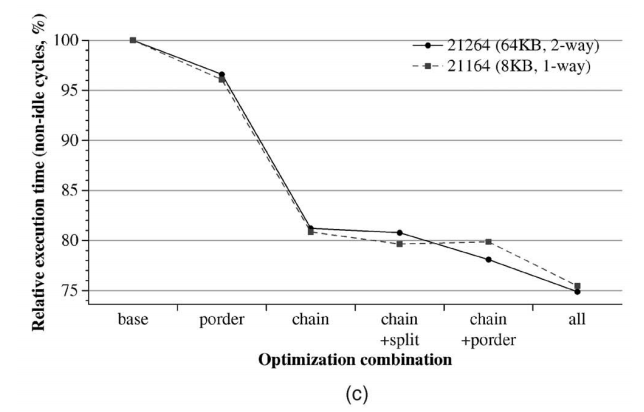 Relative execution time (non-idle cycles, %)
100
95
90
85
80
75
21264 (64KB, 2-way)
21164 (8KB, 1-way)
base
porder
chain
chain
+split
chain
+porder
all
Optimization combination
(c)